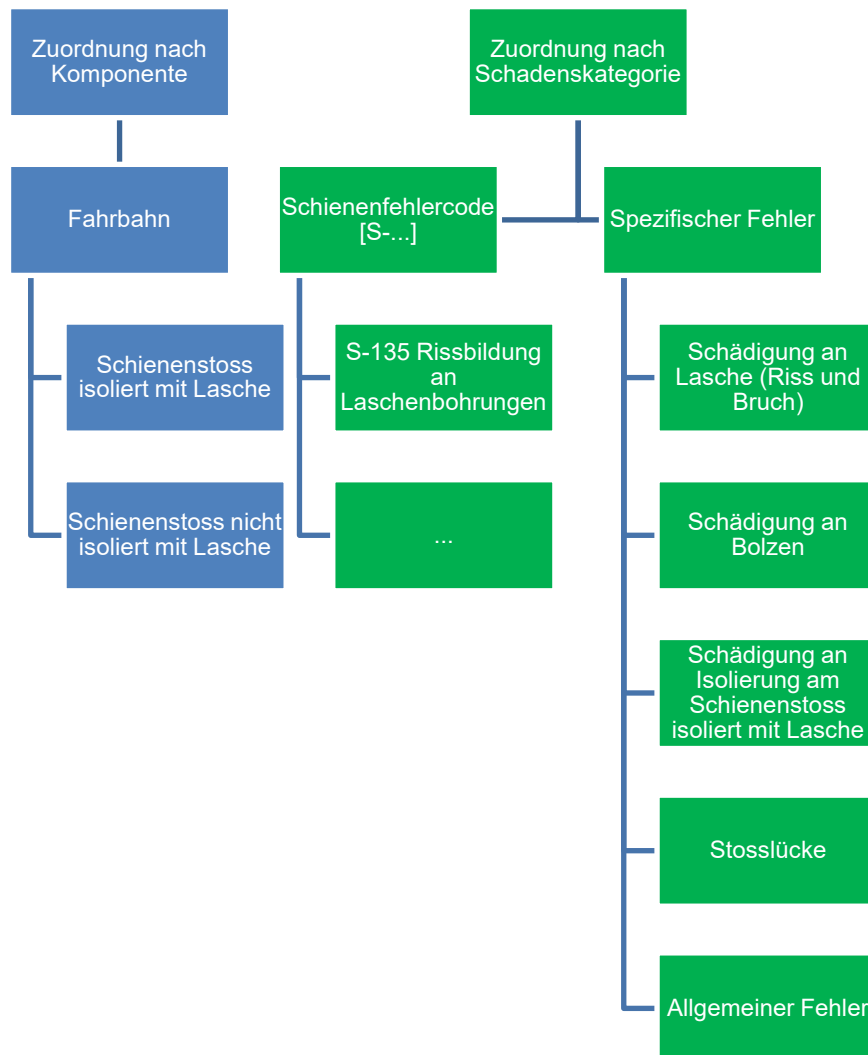 Zuordnung nach
Komponente
Zuordnung nach
Schadenskategorie
Fahrbahn
Schienenfehlercode
[S-...]
Spezifischer Fehler
Schienenstoss
isoliert mit Lasche
S-135 Rissbildung
an
Laschenbohrungen
Schädigung an
Lasche (Riss und
Bruch)
Schienenstoss nicht
isoliert mit Lasche
...
Schädigung an
Bolzen
Schädigung an
Isolierung am
Schienenstoss
isoliert mit Lasche
Stosslücke
Allgemeiner Fehler